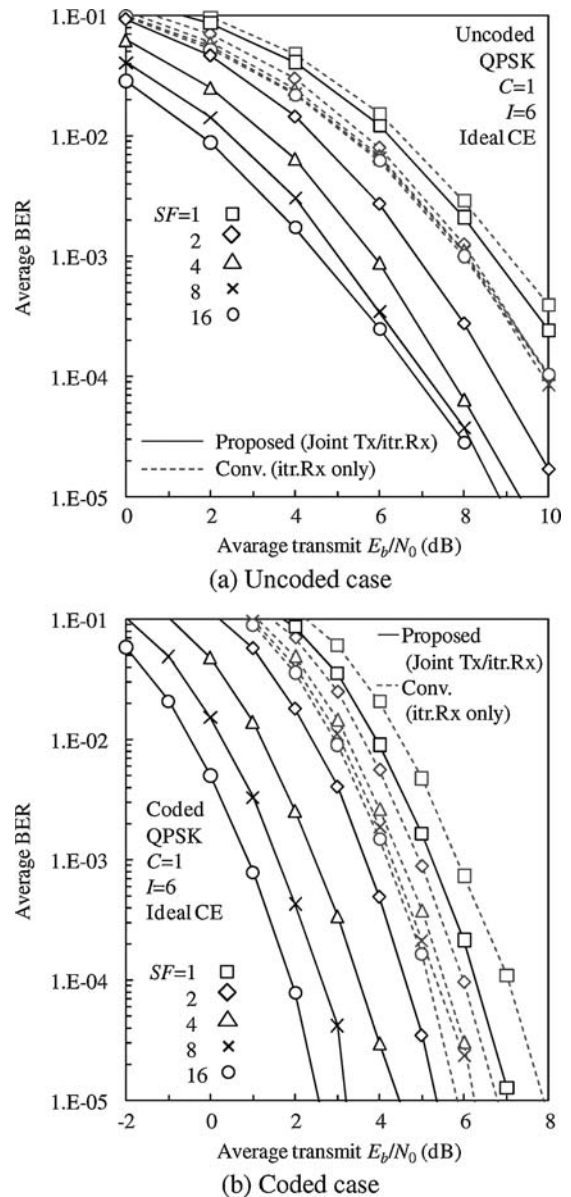 Uncoded
QPSK
C=1
I=6
Ideal CE
1.E-01
1.E-02
1.E-03
1.E-04
1.E-05
Average BER
SF=1
2
4
8
16
Proposed (Joint Tx/itr.Rx)
Conv. (itr.Rx only)
0 2 4 6 8 10
Avarage transmit Eb/N0 (dB)
(a) Uncoded case
1.E-01
1.E-02
1.E-03
1.E-04
1.E-05
Average BER
Proposed
(Joint Tx/itr.Rx)
Conv.
(itr.Rx only)
Coded
QPSK
C=1
I=6
Ideal CE
SF=1
2
4
8
16
-2 0 2 4 6 8
Average transmit Eb/N0 (dB)
(b) Coded case